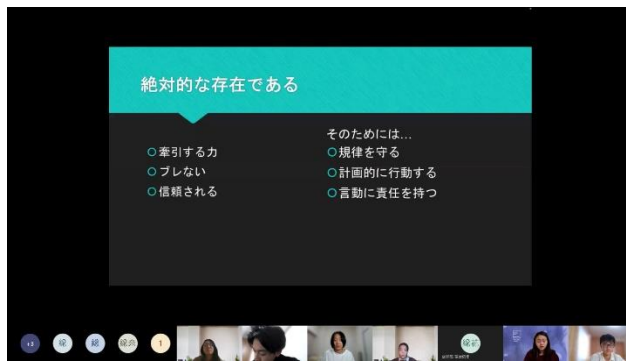 絶対的な存在である
牽引する力
ブレない
信頼される
そのためには...
規律を守る
計画的に行動する
言動に責任を持つ
+3
1